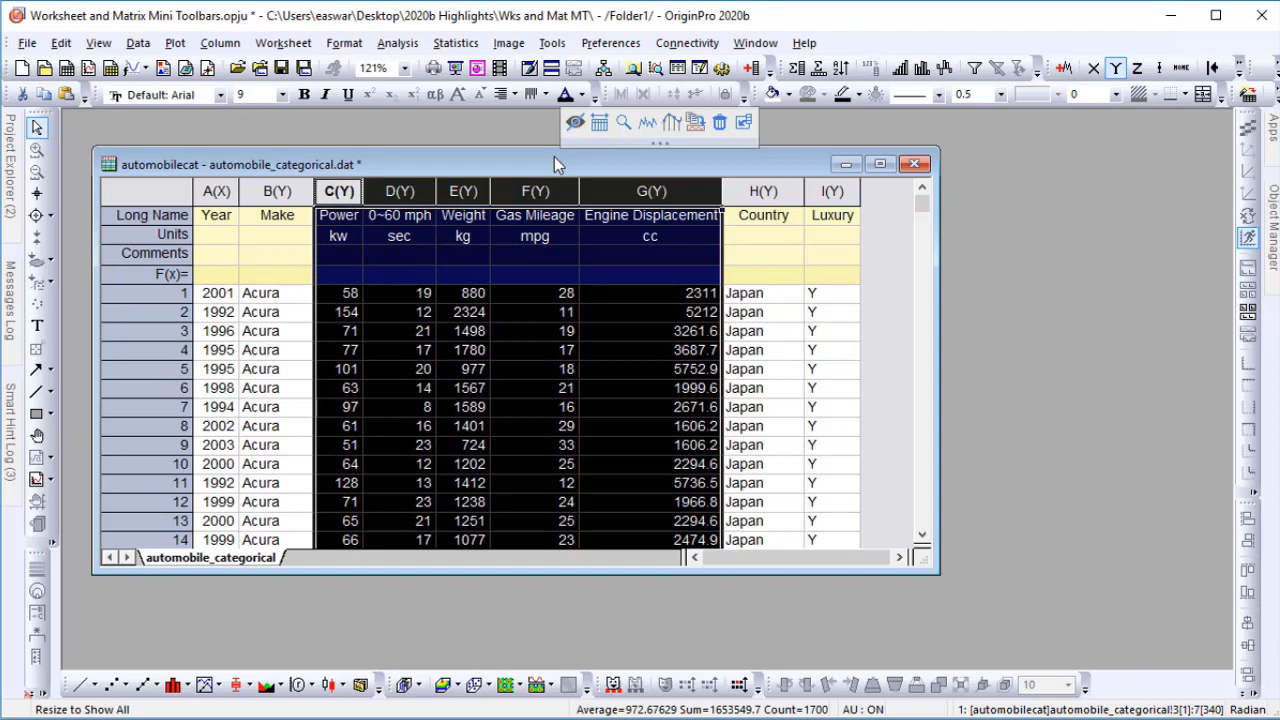 Worksheet and Matrix Mini Toolbars.opju * - C:\Users\easwar\Desktop\2020b Highlights\Wks and Mat MT\ - /Folder1/ - OriginPro 2020b
File Edit View Data Plot Column Worksheet Format Analysis Statistics Image Tools Preferences Connectivity Window Help
121%
Default: Arial 9 B I U 0.5 0
Project Explorer (2)
Messages Log
Smart Hint Log (3)
Apps
Object Manager
automobilecat - automobile_categorical.dat *
A(X) B(Y) C(Y) D(Y) E(Y) F(Y) G(Y) H(Y) I(Y)
Long Name Year Make Power 0~60 mph Weight Gas Mileage Engine Displacement Country Luxury
Units kw sec kg mpg cc
Comments
F(x)=
1 2001 Acura 58 19 880 28 2311 Japan Y
2 1992 Acura 154 12 2324 11 5212 Japan Y
3 1996 Acura 71 21 1498 19 3261.6 Japan Y
4 1995 Acura 77 17 1780 17 3687.7 Japan Y
5 1995 Acura 101 20 977 18 5752.9 Japan Y
6 1998 Acura 63 14 1567 21 1999.6 Japan Y
7 1994 Acura 97 8 1589 16 2671.6 Japan Y
8 2002 Acura 61 16 1401 29 1606.2 Japan Y
9 2003 Acura 51 23 724 33 1606.2 Japan Y
10 2000 Acura 64 12 1202 25 2294.6 Japan Y
11 1992 Acura 128 13 1412 12 5736.5 Japan Y
12 1999 Acura 71 23 1238 24 1966.8 Japan Y
13 2000 Acura 65 21 1251 25 2294.6 Japan Y
14 1999 Acura 66 17 1077 23 2474.9 Japan Y
automobile_categorical
10
Resize to Show All Average=972.67629 Sum=1653549.7 Count=1700 AU : ON 1: [automobilecat]automobile_categorical!3[1]:7[340] Radian